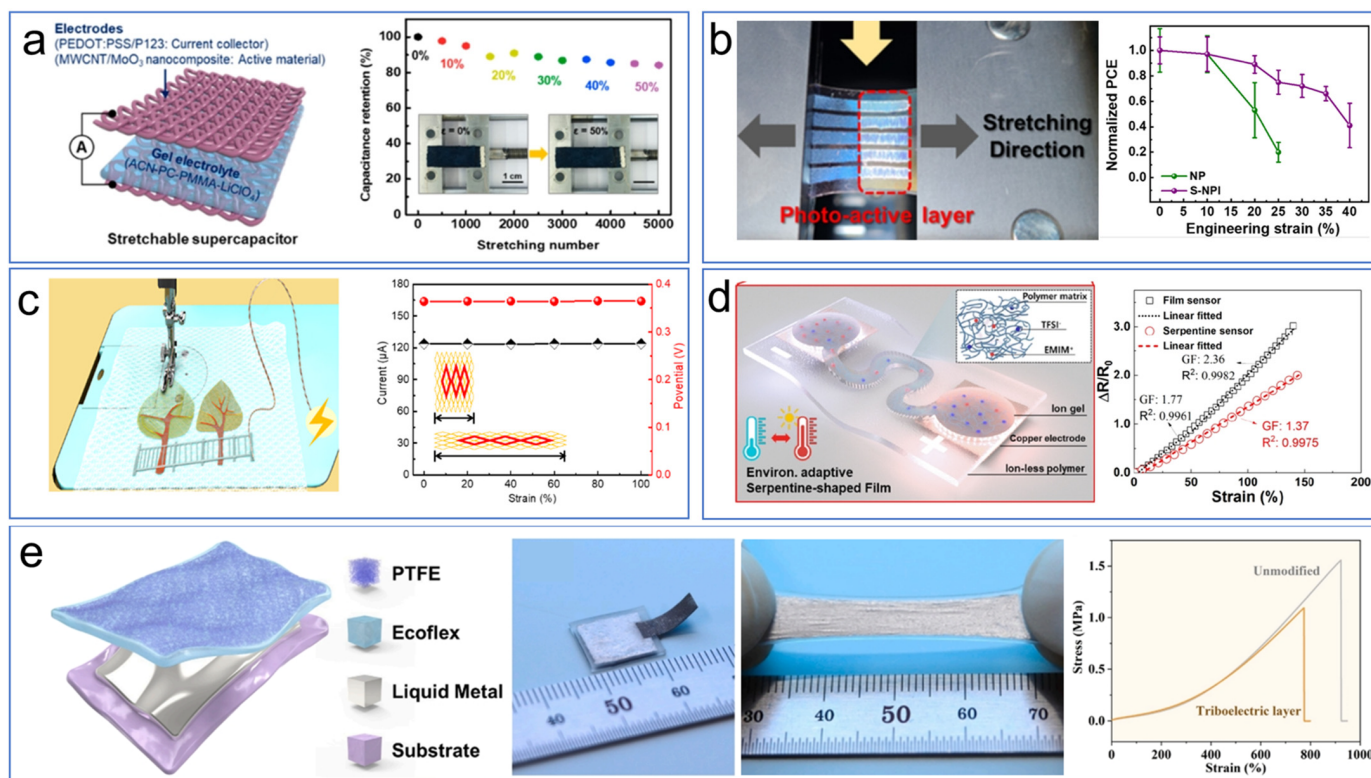 a
Electrodes
(PEDOT:PSS/P123: Current collector)
(MWCNT/MoO₃ nanocomposite: Active material)
A
Gel electrolyte
(ACN-PC-PMMA-LiClO₄)
Stretchable supercapacitor
Capacitance retention (%)
100
80
60
40
20
0
0%
10%
20%
30%
40%
50%
ε = 0%
ε = 50%
1 cm
0 1000 2000 3000 4000 5000
Stretching number
b
Stretching
Direction
Photo-active layer
Normalized PCE
1.0
0.8
0.6
0.4
0.2
0.0
NP
S-NPI
0 10 20 30 40
Engineering strain (%)
c
Current (μA)
180
150
120
90
60
30
0
0.4
0.3
0.2
0.1
0.0
Povential (V)
0 20 40 60 80 100
Strain (%)
d
Polymer matrix
TFSI⁻
EMIM⁺
Ion gel
Copper electrode
Ion-less polymer
Environ. adaptive
Serpentine-shaped Film
ΔR/R₀
3.0
2.0
1.0
0.0
Film sensor
Linear fitted
Serpentine sensor
Linear fitted
GF: 2.36
R²: 0.9982
GF: 1.77
R²: 0.9961
GF: 1.37
R²: 0.9975
0 50 100 150 200
Strain (%)
e
PTFE
Ecoflex
Liquid Metal
Substrate
40 50 60
30 40 50 60 70
Stress (MPa)
1.5
1.0
0.5
0.0
Unmodified
Triboelectric layer
0 200 400 600 800 1000
Strain (%)